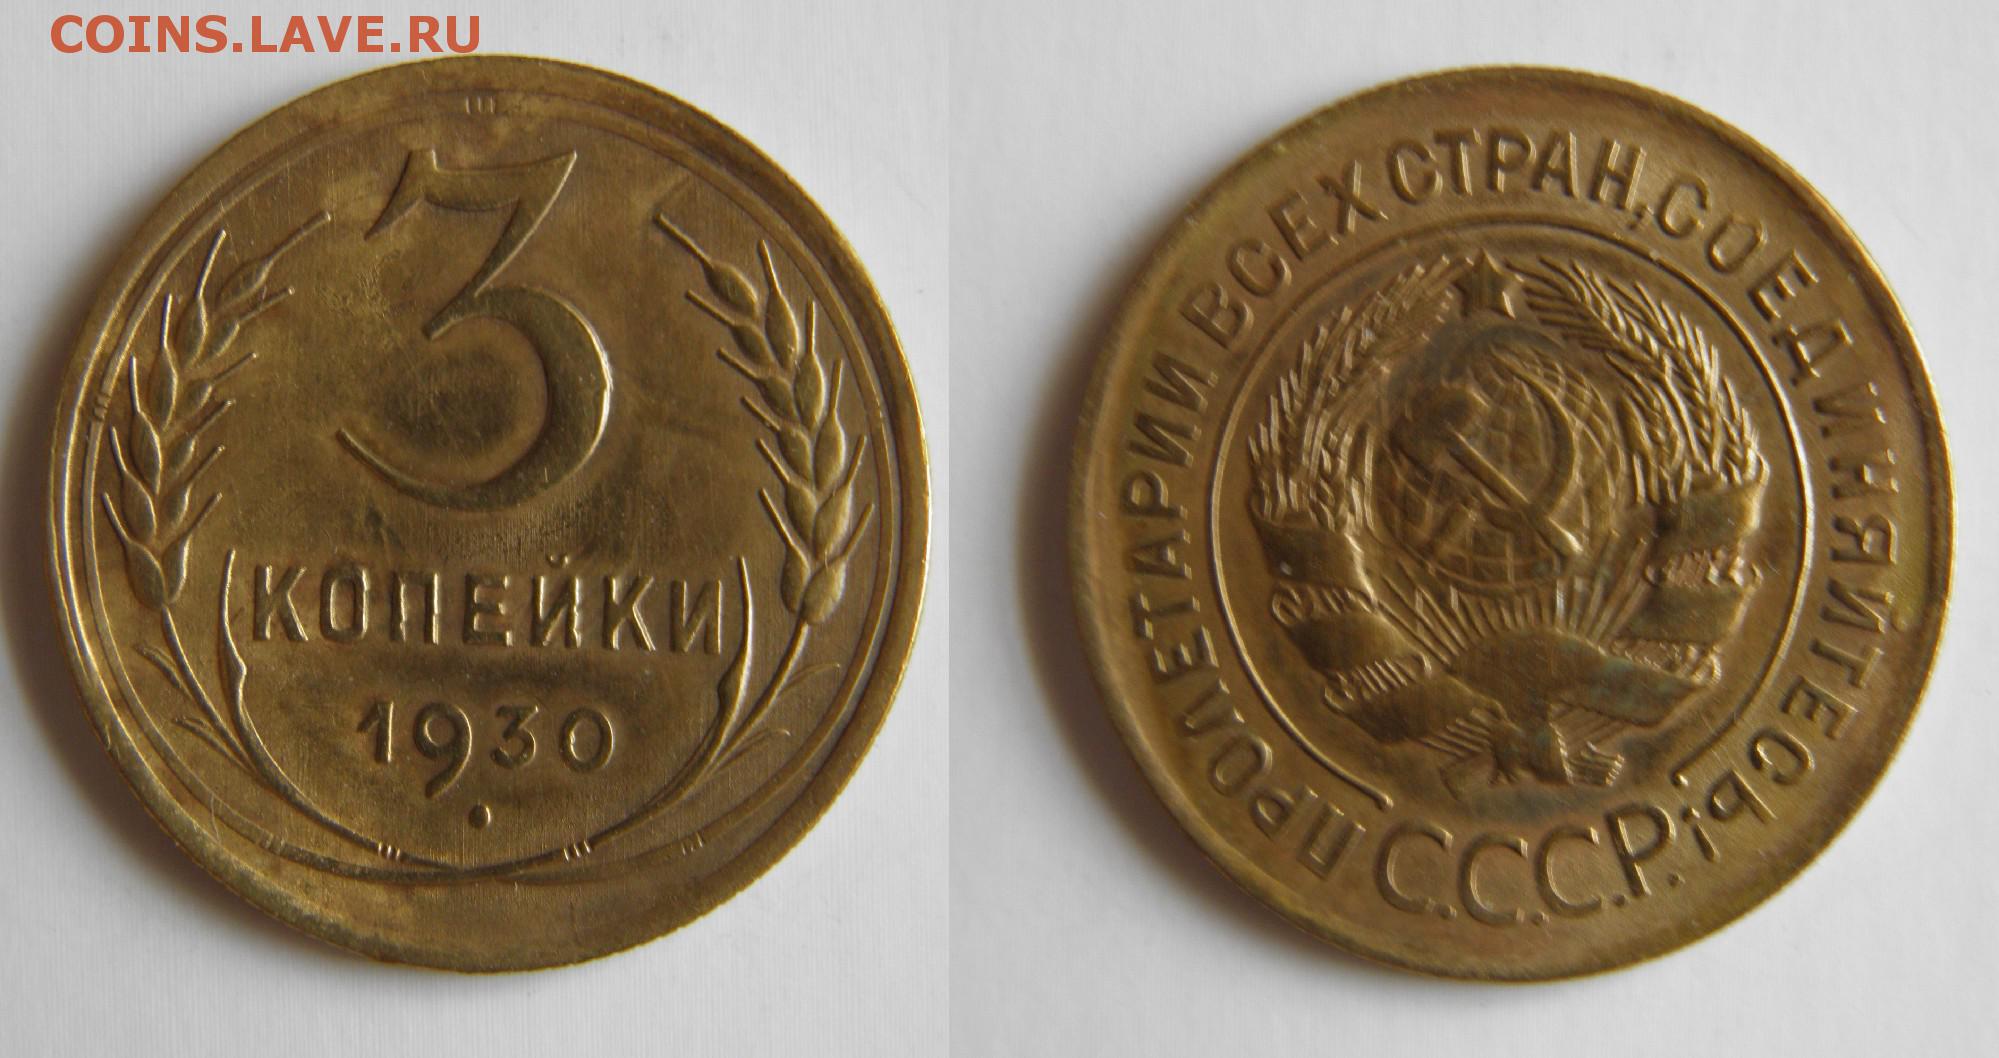 COINS.LAVE.RU
3
КОПЕЙКИ
1930
ПРОЛЕТАРИИ ВСЕХ СТРАН, СОЕДИНЯЙТЕСЬ!
С.С.С.Р.